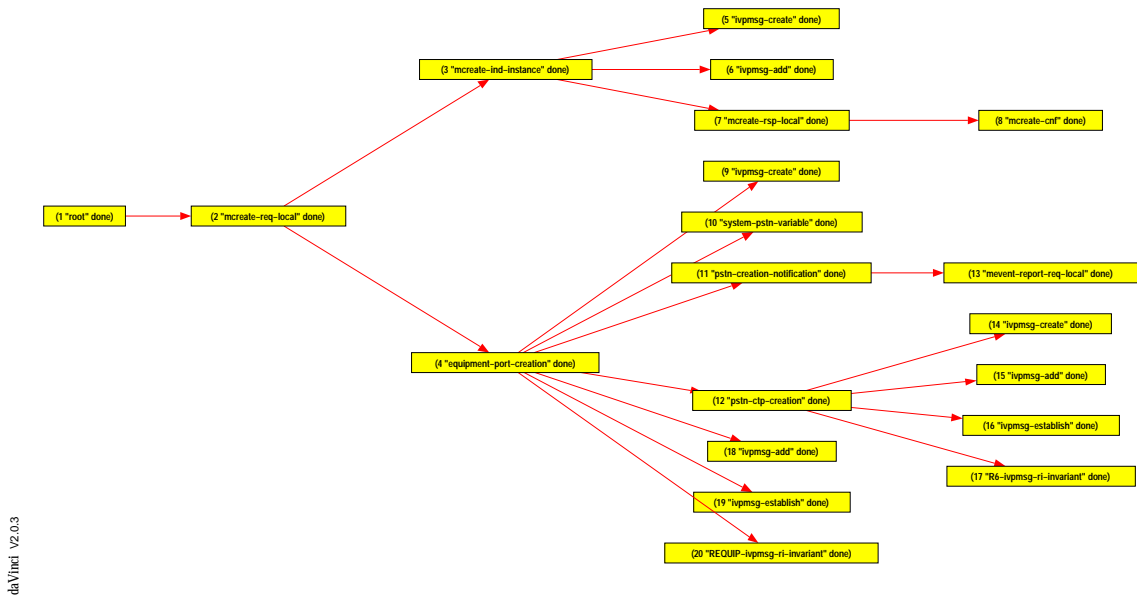 (5 "ivpmsg-create" done)
(3 "mcreate-ind-instance" done)
(6 "ivpmsg-add" done)
(7 "mcreate-rsp-local" done)
(8 "mcreate-cnf" done)
(9 "ivpmsg-create" done)
(1 "root" done)
(2 "mcreate-req-local" done)
(10 "system-pstn-variable" done)
(11 "pstn-creation-notification" done)
(13 "mevent-report-req-local" done)
(14 "ivpmsg-create" done)
(4 "equipment-port-creation" done)
(15 "ivpmsg-add" done)
(12 "pstn-ctp-creation" done)
(16 "ivpmsg-establish" done)
(18 "ivpmsg-add" done)
(17 "R6-ivpmsg-ri-invariant" done)
(19 "ivpmsg-establish" done)
(20 "REQUIP-ivpmsg-ri-invariant" done)
daVinci V2.0.3